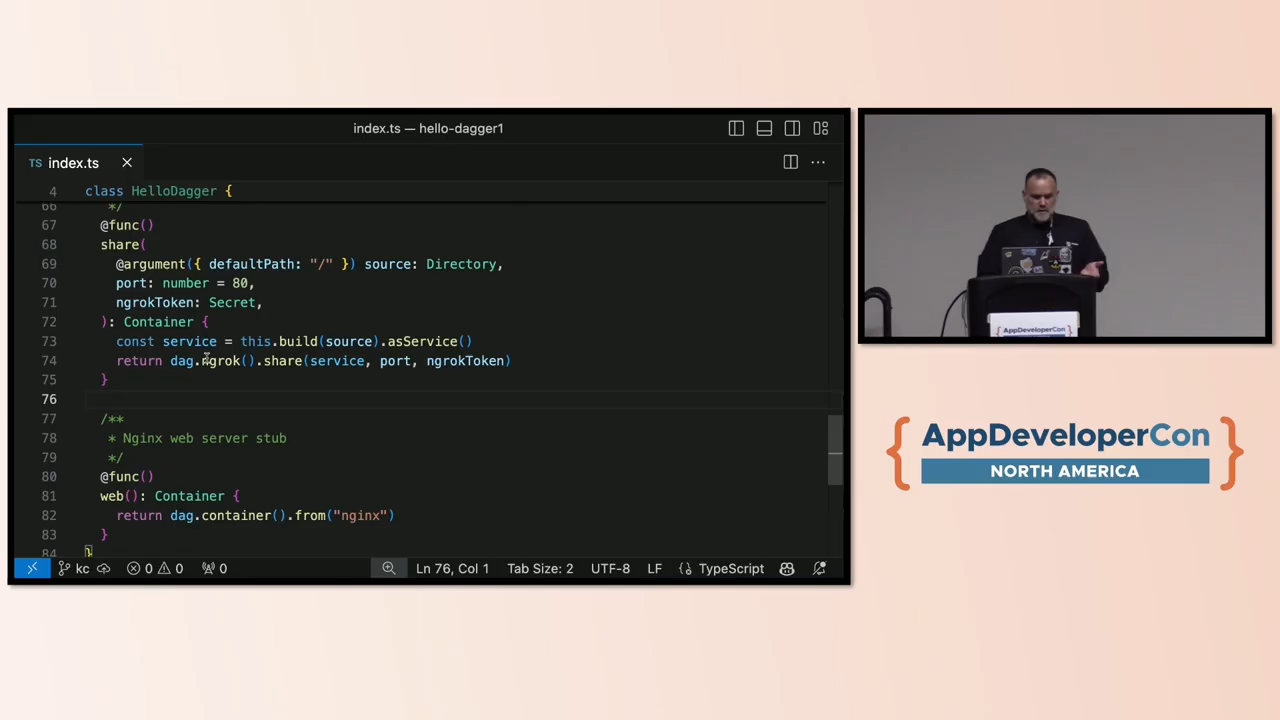 index.ts — hello-dagger1
TS index.ts
4 class HelloDagger {
66 */
67 @func()
68 share(
69 @argument({ defaultPath: "/" }) source: Directory,
70 port: number = 80,
71 ngrokToken: Secret,
72 ): Container {
73 const service = this.build(source).asService()
74 return dag.ngrok().share(service, port, ngrokToken)
75 }
76
77 /**
78 * Nginx web server stub
79 */
80 @func()
81 web(): Container {
82 return dag.container().from("nginx")
83 }
84 }
kc 0 0 0 Ln 76, Col 1 Tab Size: 2 UTF-8 LF {} TypeScript
AppDeveloperCon
{ AppDeveloperCon }
NORTH AMERICA